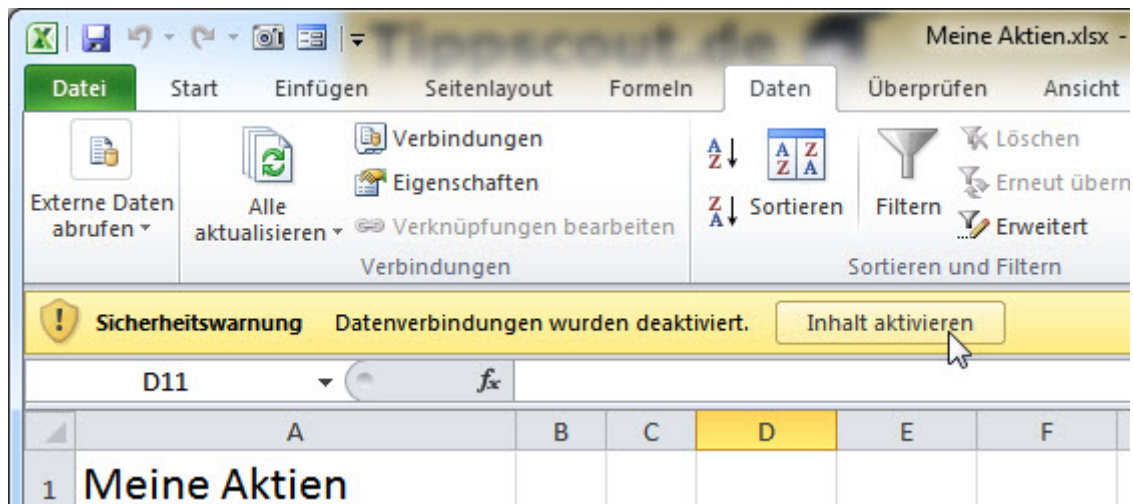 Tippscout.de
Meine Aktien.xlsx -
Datei Start Einfügen Seitenlayout Formeln Daten Überprüfen Ansicht
Externe Daten abrufen
Alle aktualisieren
Verbindungen
Eigenschaften
Verknüpfungen bearbeiten
Verbindungen
A Z
Z A
A Z
Z A
Sortieren
Filtern
Löschen
Erneut übern
Erweitert
Sortieren und Filtern
Sicherheitswarnung Datenverbindungen wurden deaktiviert. Inhalt aktivieren
D11 fx
A B C D E F
1 Meine Aktien